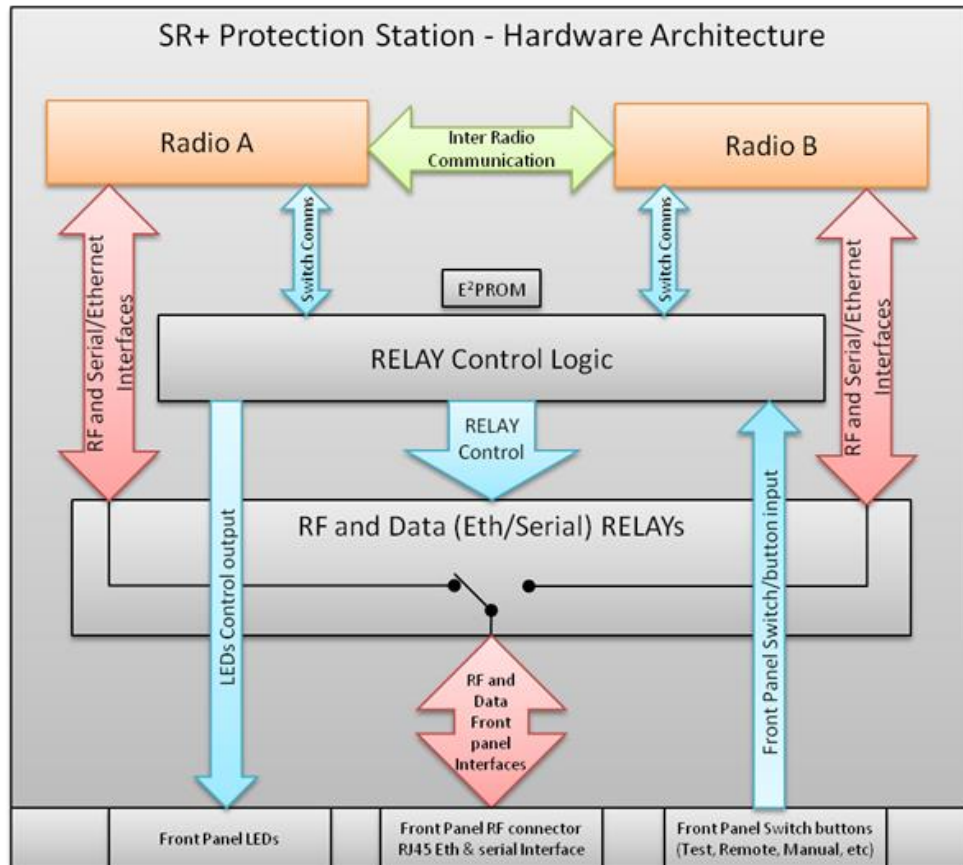 SR+ Protection Station - Hardware Architecture
Radio A
Inter Radio
Communication
Radio B
RF and Serial/Ethernet
Interfaces
Switch Comms
E²PROM
Switch Comms
RF and Serial/Ethernet
Interfaces
RELAY Control Logic
RELAY
Control
LEDs Control output
Front Panel Switch/button input
RF and Data (Eth/Serial) RELAYs
RF and
Data
Front
panel
Interfaces
Front Panel LEDs
Front Panel RF connector
RJ45 Eth & serial Interface
Front Panel Switch buttons
(Test, Remote, Manual, etc)